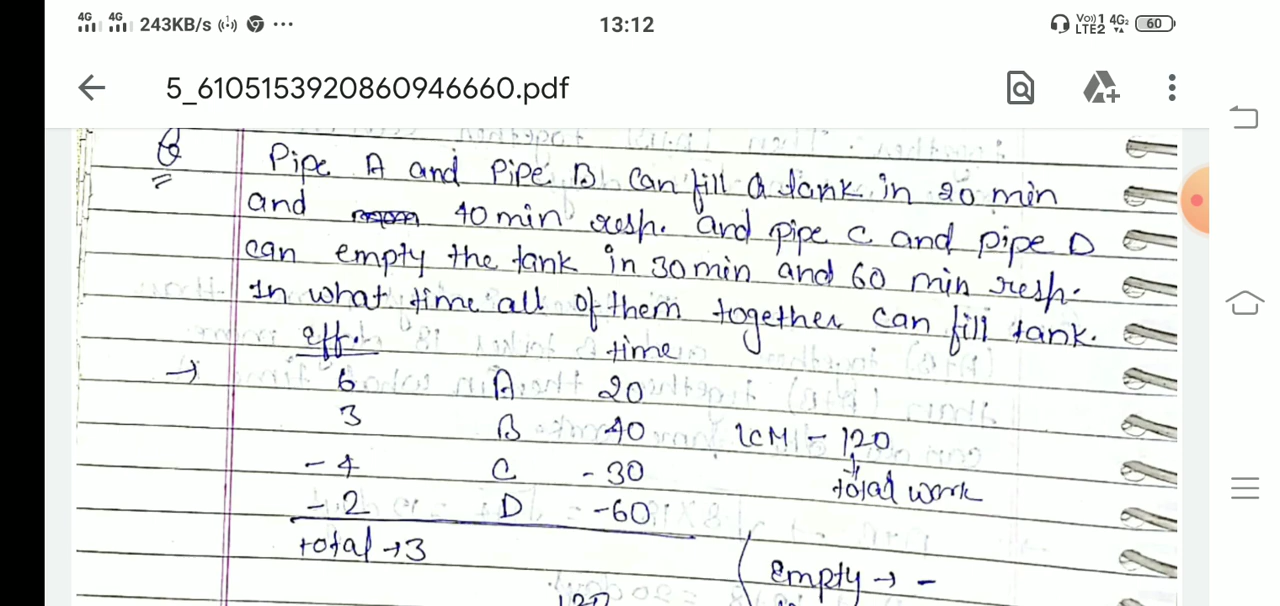 4G 4G 243KB/s 13:12 Vo))1 4G2 LTE2 60
5_6105153920860946660.pdf
Q Pipe A and Pipe B can fill a tank in 20 min
and 40 min resp. and pipe C and pipe D
can empty the tank in 30 min and 60 min resp.
In what time all of them together can fill tank.
eff. time
→ 6 A 20
3 B 40 LCM - 120
- 4 C - 30 total work
- 2 D -60
total → 3
empty → -
120